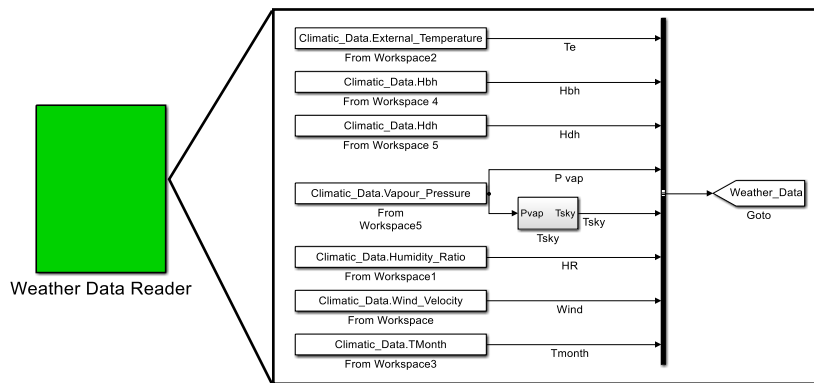 Climatic_Data.External_Temperature
From Workspace2
Te
Climatic_Data.Hbh
From Workspace 4
Hbh
Climatic_Data.Hdh
From Workspace 5
Hdh
P vap
Climatic_Data.Vapour_Pressure
From
Workspace5
Pvap Tsky
Tsky
Tsky
Weather_Data
Goto
Climatic_Data.Humidity_Ratio
From Workspace1
HR
Weather Data Reader
Climatic_Data.Wind_Velocity
From Workspace
Wind
Climatic_Data.TMonth
From Workspace3
Tmonth